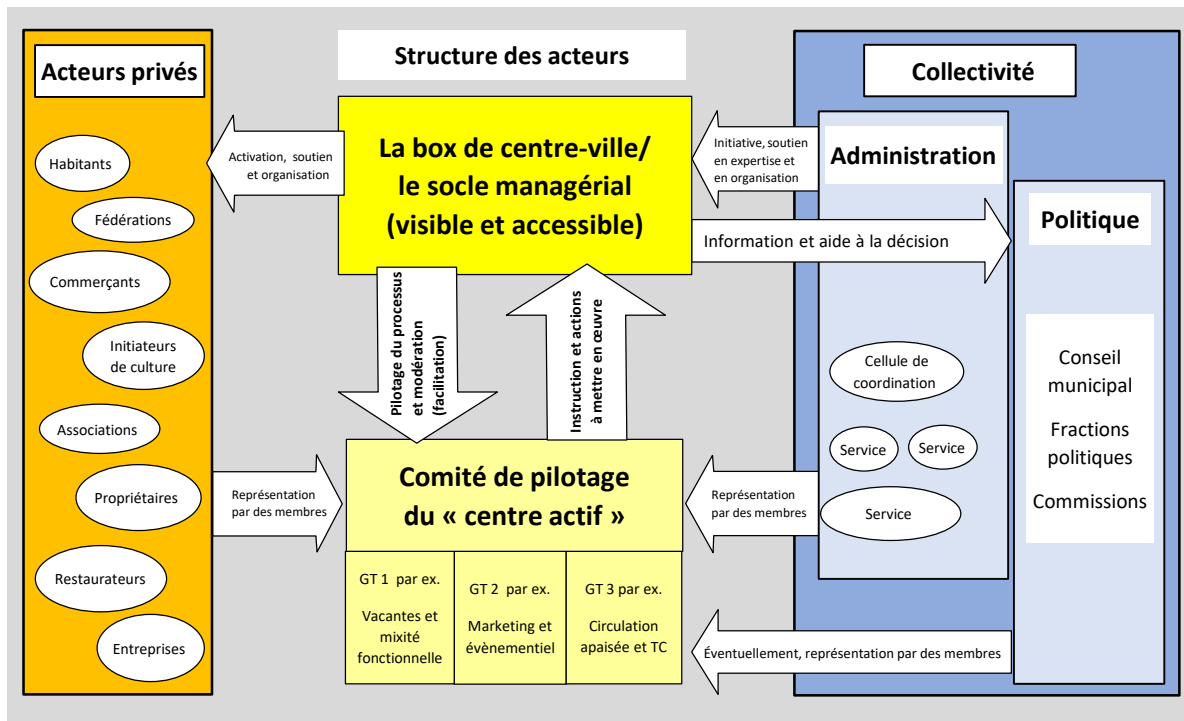 Structure des acteurs
Acteurs privés
Habitants
Fédérations
Commerçants
Initiateurs
de culture
Associations
Propriétaires
Restaurateurs
Entreprises
Activation, soutien
et organisation
Représentation
par des membres
La box de centre-ville/
le socle managérial
(visible et accessible)
Pilotage du processus
et modération
(facilitation)
Instruction et actions
à mettre en œuvre
Comité de pilotage
du « centre actif »
GT 1 par ex.
Vacantes et
mixité
fonctionnelle
GT 2 par ex.
Marketing et
évènementiel
GT 3 par ex.
Circulation
apaisée et TC
Initiative, soutien
en expertise et
en organisation
Information et aide à la décision
Représentation
par des membres
Éventuellement, représentation par des membres
Collectivité
Administration
Cellule de
coordination
Service
Service
Service
Politique
Conseil
municipal
Fractions
politiques
Commissions